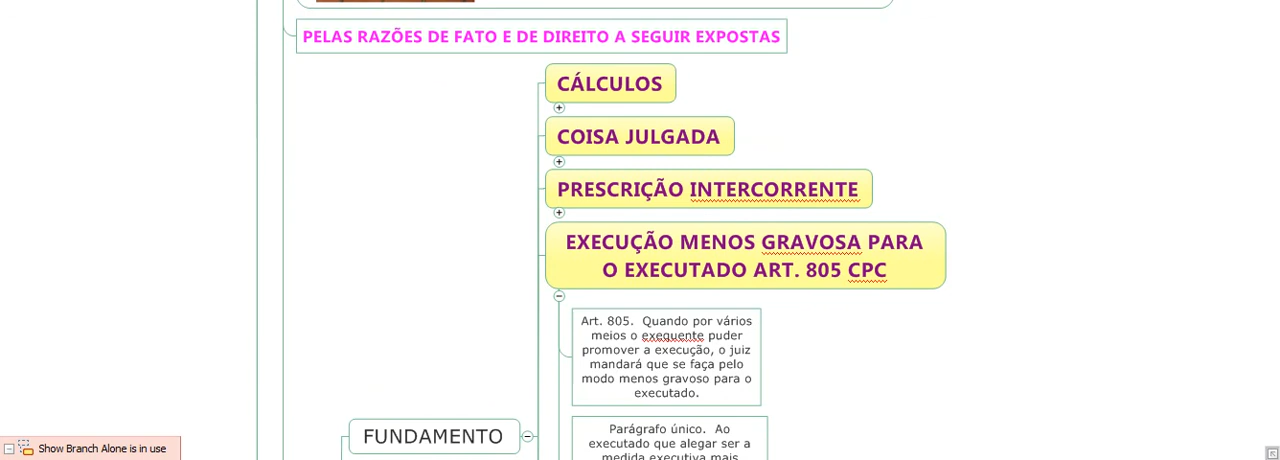 PELAS RAZÕES DE FATO E DE DIREITO A SEGUIR EXPOSTAS
CÁLCULOS
COISA JULGADA
PRESCRIÇÃO INTERCORRENTE
EXECUÇÃO MENOS GRAVOSA PARA
O EXECUTADO ART. 805 CPC
Art. 805.  Quando por vários
meios o exequente puder
promover a execução, o juiz
mandará que se faça pelo
modo menos gravoso para o
executado.
Parágrafo único.  Ao
executado que alegar ser a
medida executiva mais
FUNDAMENTO
Show Branch Alone is in use